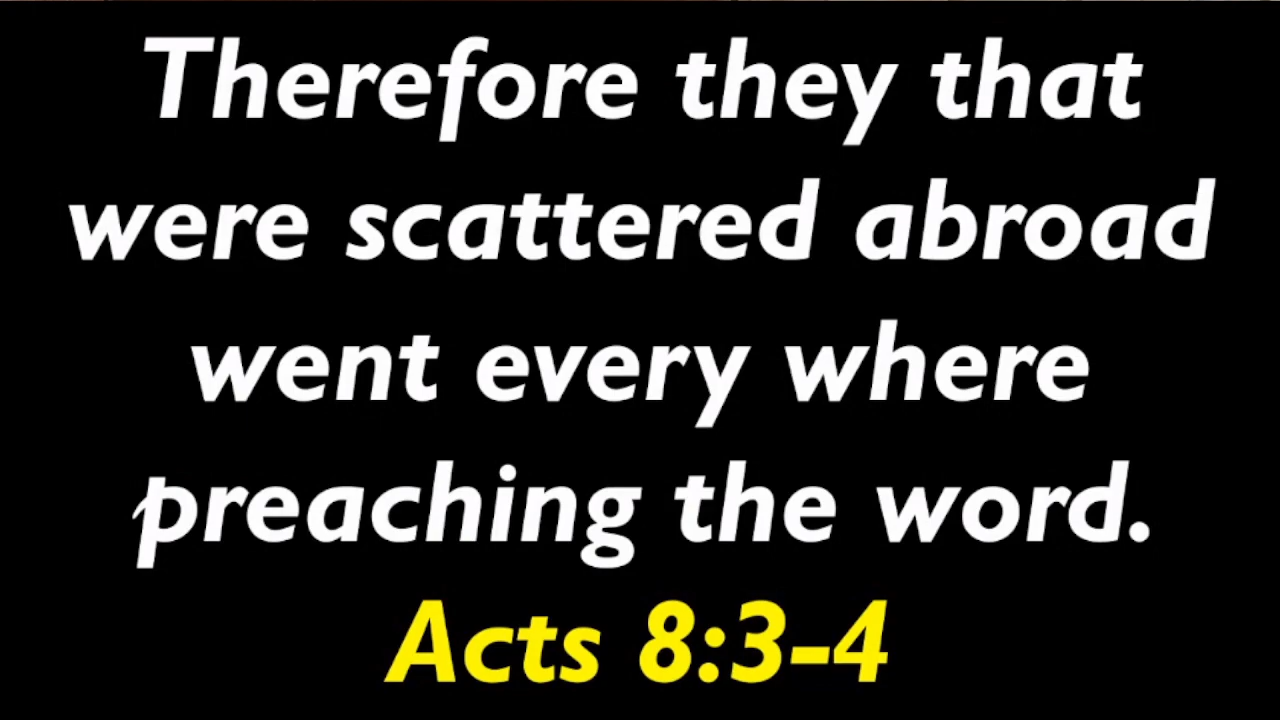 Therefore they that
were scattered abroad
went every where
preaching the word.
Acts 8:3-4